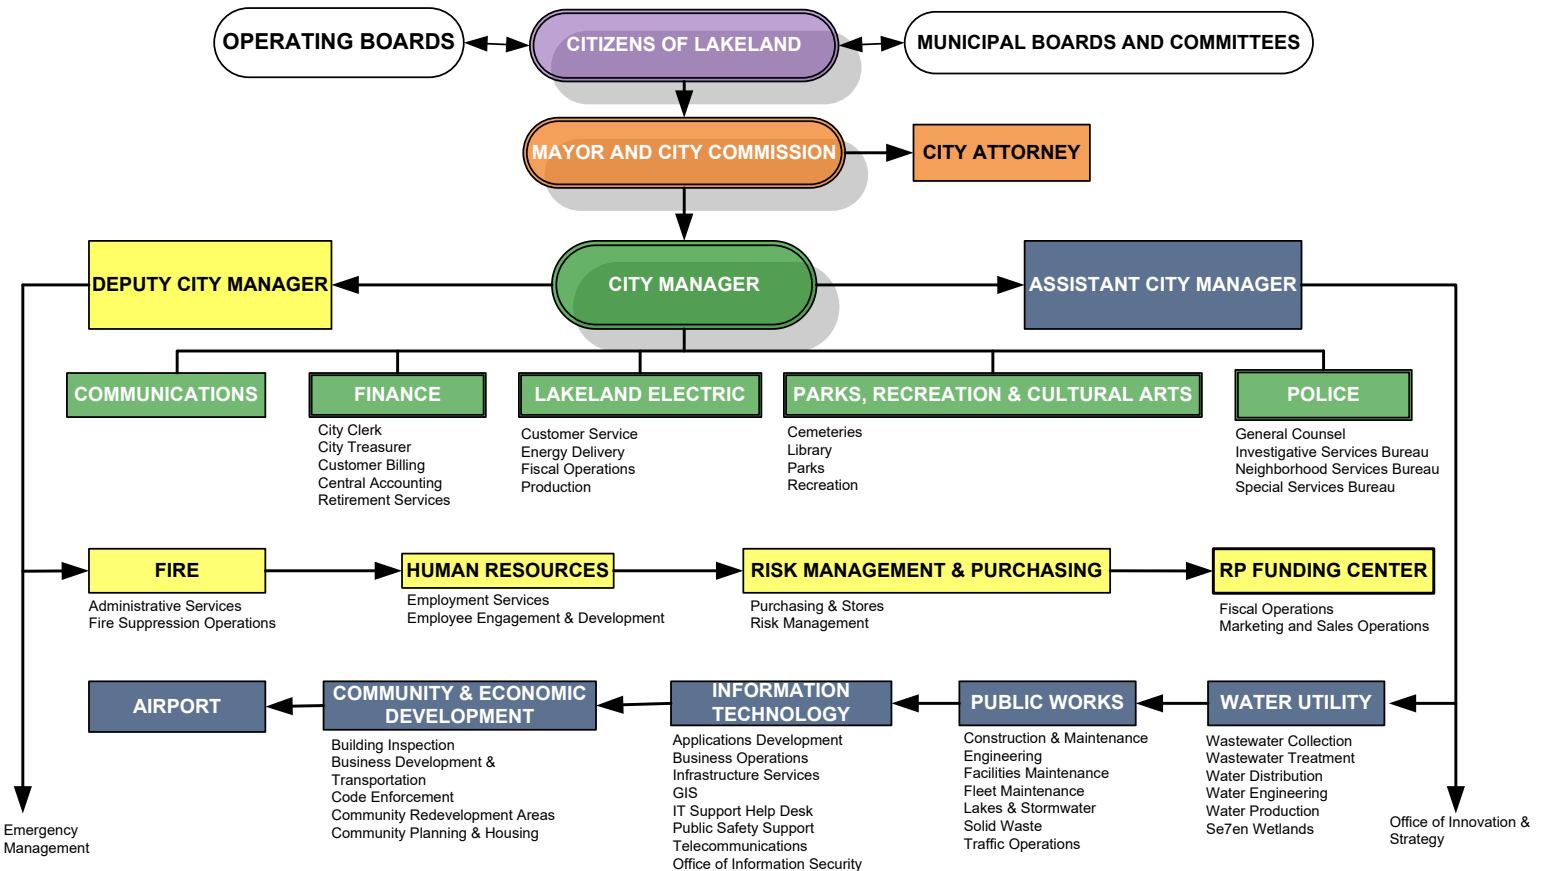 OPERATING BOARDS
CITIZENS OF LAKELAND
MUNICIPAL BOARDS AND COMMITTEES
MAYOR AND CITY COMMISSION
CITY ATTORNEY
DEPUTY CITY MANAGER
CITY MANAGER
ASSISTANT CITY MANAGER
COMMUNICATIONS
FINANCE
City Clerk
City Treasurer
Customer Billing
Central Accounting
Retirement Services
LAKELAND ELECTRIC
Customer Service
Energy Delivery
Fiscal Operations
Production
PARKS, RECREATION & CULTURAL ARTS
Cemeteries
Library
Parks
Recreation
POLICE
General Counsel
Investigative Services Bureau
Neighborhood Services Bureau
Special Services Bureau
FIRE
Administrative Services
Fire Suppression Operations
HUMAN RESOURCES
Employment Services
Employee Engagement & Development
RISK MANAGEMENT & PURCHASING
Purchasing & Stores
Risk Management
RP FUNDING CENTER
Fiscal Operations
Marketing and Sales Operations
AIRPORT
COMMUNITY & ECONOMIC
DEVELOPMENT
Building Inspection
Business Development &
Transportation
Code Enforcement
Community Redevelopment Areas
Community Planning & Housing
INFORMATION
TECHNOLOGY
Applications Development
Business Operations
Infrastructure Services
GIS
IT Support Help Desk
Public Safety Support
Telecommunications
Office of Information Security
PUBLIC WORKS
Construction & Maintenance
Engineering
Facilities Maintenance
Fleet Maintenance
Lakes & Stormwater
Solid Waste
Traffic Operations
WATER UTILITY
Wastewater Collection
Wastewater Treatment
Water Distribution
Water Engineering
Water Production
Se7en Wetlands
Emergency
Management
Office of Innovation &
Strategy